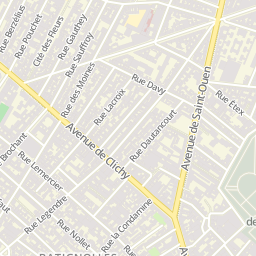 Rue Berzélius
Rue Pouchet
Cité des Fleurs
Rue Gauthey
Rue Sauffroy
Rue des Moines
Rue Lacroix
Rue Davy
Rue Étex
Avenue de Saint-Ouen
Rue Dautancourt
Avenue de Clichy
Brochant
Rue Lemercier
Rue Legendre
Rue Nollet
Rue la Condamine
BATIGNOLLES